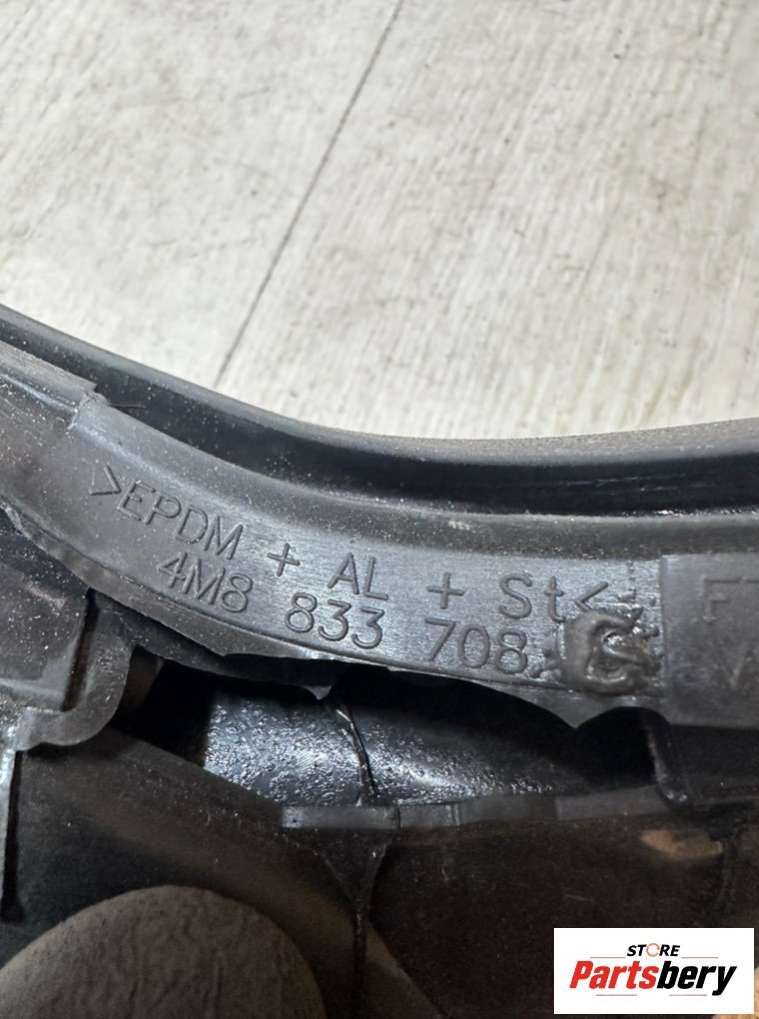 >EPDM + AL + St<
4M8 833 708
STORE
Partsbery